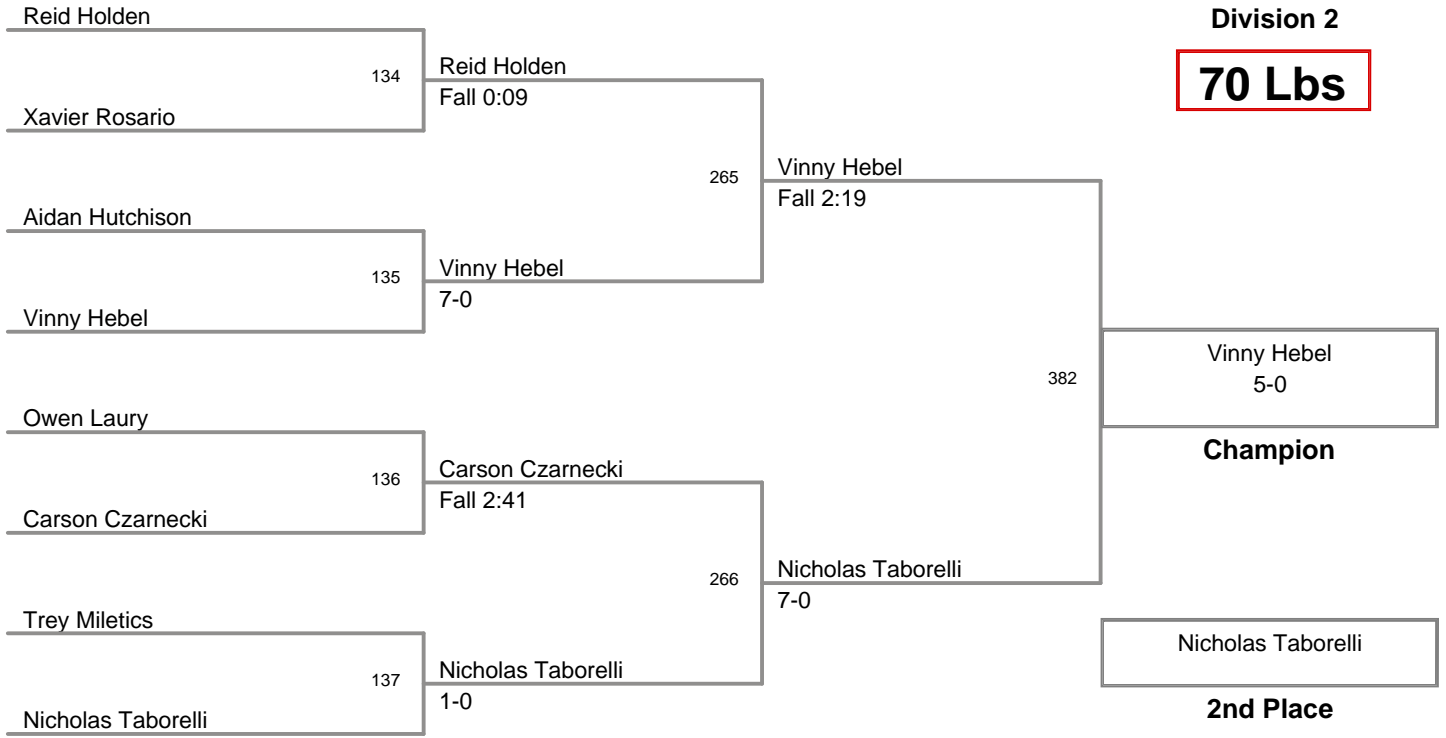 Reid Holden
Division 2
134
Reid Holden
Fall 0:09
70 Lbs
Xavier Rosario
265
Vinny Hebel
Fall 2:19
Aidan Hutchison
135
Vinny Hebel
7-0
Vinny Hebel
382
Vinny Hebel
5-0
Champion
Owen Laury
136
Carson Czarnecki
Fall 2:41
Carson Czarnecki
266
Nicholas Taborelli
7-0
Trey Miletics
137
Nicholas Taborelli
1-0
Nicholas Taborelli
Nicholas Taborelli
2nd Place